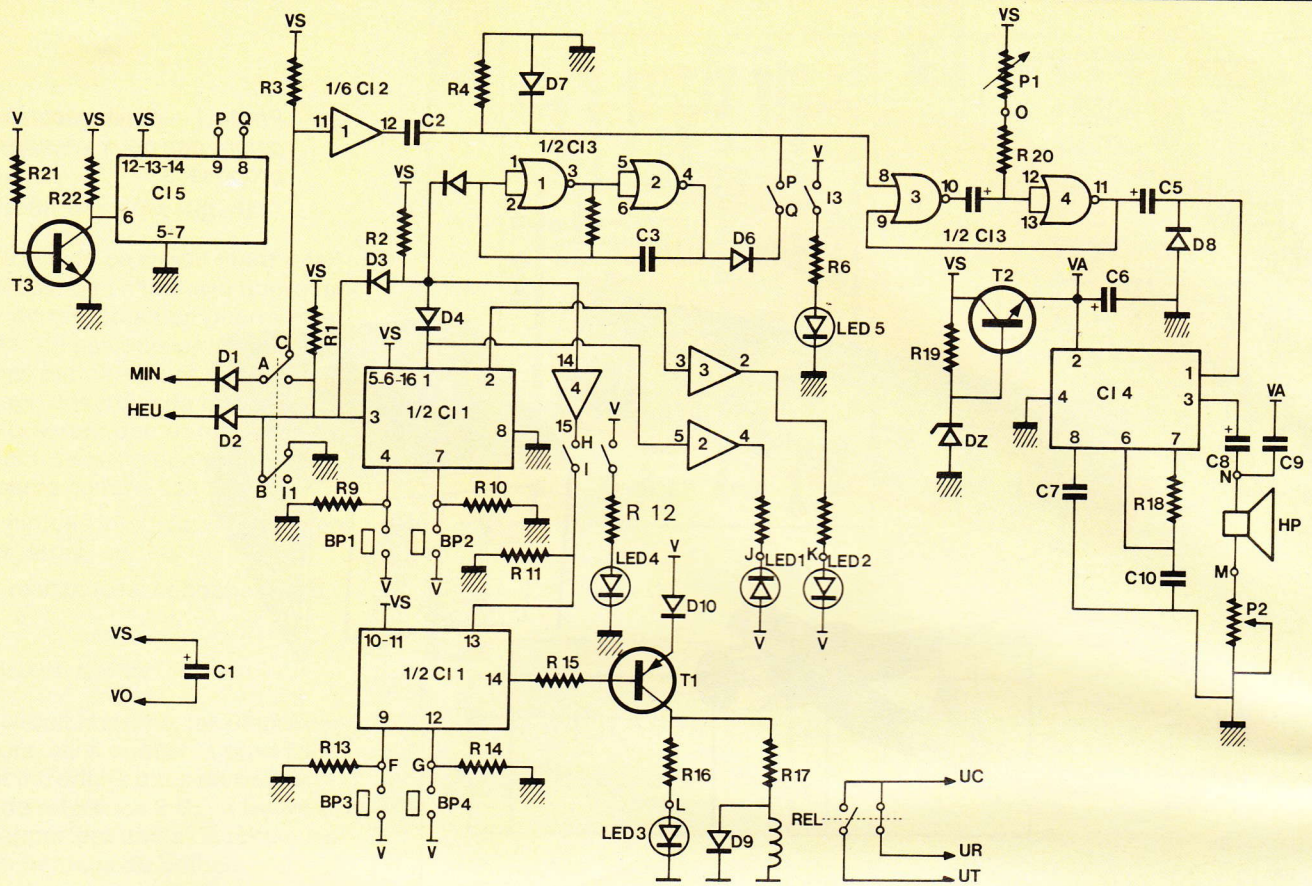 VS
VS
R3
R4
D7
P1
O
1/6 CI 2
11
1
12
C2
V
VS
VS
P
Q
R21
R22
12-13-14
9
8
CI 5
6
5-7
T3
1/2 CI3
VS
1
2
1
3
5
6
2
4
P
Q
V
I3
R20
8
9
3
10
+
12
13
4
11
+
C5
1/2 CI3
D8
R2
D3
C3
D6
R6
LED 5
VS
T2
VA
C6
+
R19
DZ
VS
R1
D4
C
A
D1
MIN
HEU
D2
B
I1
VS
5-6-16
1
2
3
1/2 CI 1
8
4
7
14
4
15
H
I
V
3
3
2
5
2
4
2
4
CI 4
1
3
8
6
7
VA
+
C8
C9
N
HP
M
P2
C7
R18
C10
R9
R10
BP1
BP2
V
V
R11
R 12
LED4
V
D10
J
LED1
K
LED2
V
V
VS
VO
+
C1
VS
10-11
13
1/2 CI 1
14
9
12
R 15
T1
R 13
F
G
R 14
BP3
BP4
V
V
R16
R17
L
LED3
D9
REL
UC
UR
UT